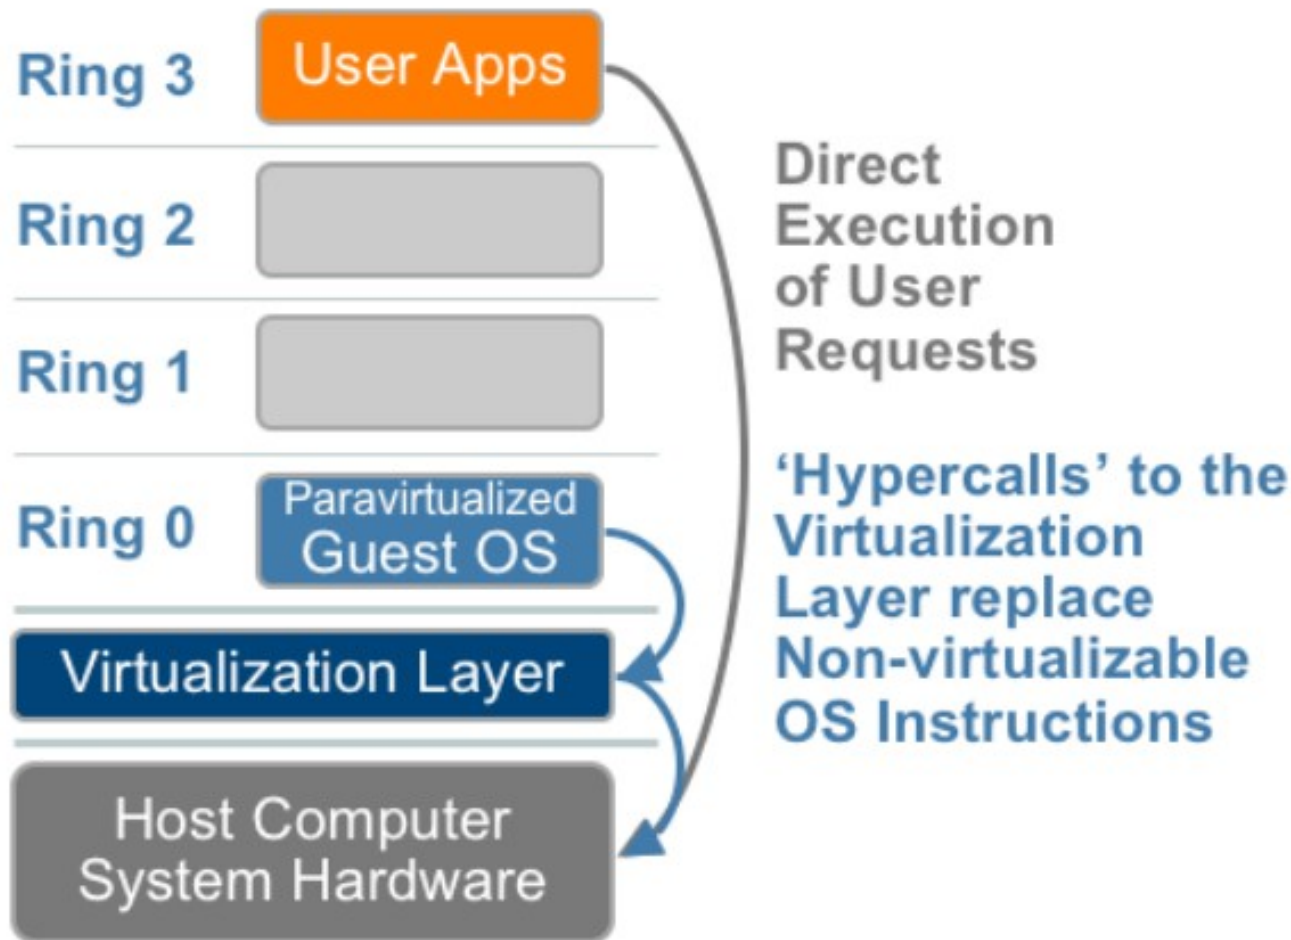 Ring 3
User Apps
Ring 2
Ring 1
Ring 0
Paravirtualized
Guest OS
Virtualization Layer
Host Computer
System Hardware
Direct
Execution
of User
Requests
‘Hypercalls’ to the
Virtualization
Layer replace
Non-virtualizable
OS Instructions